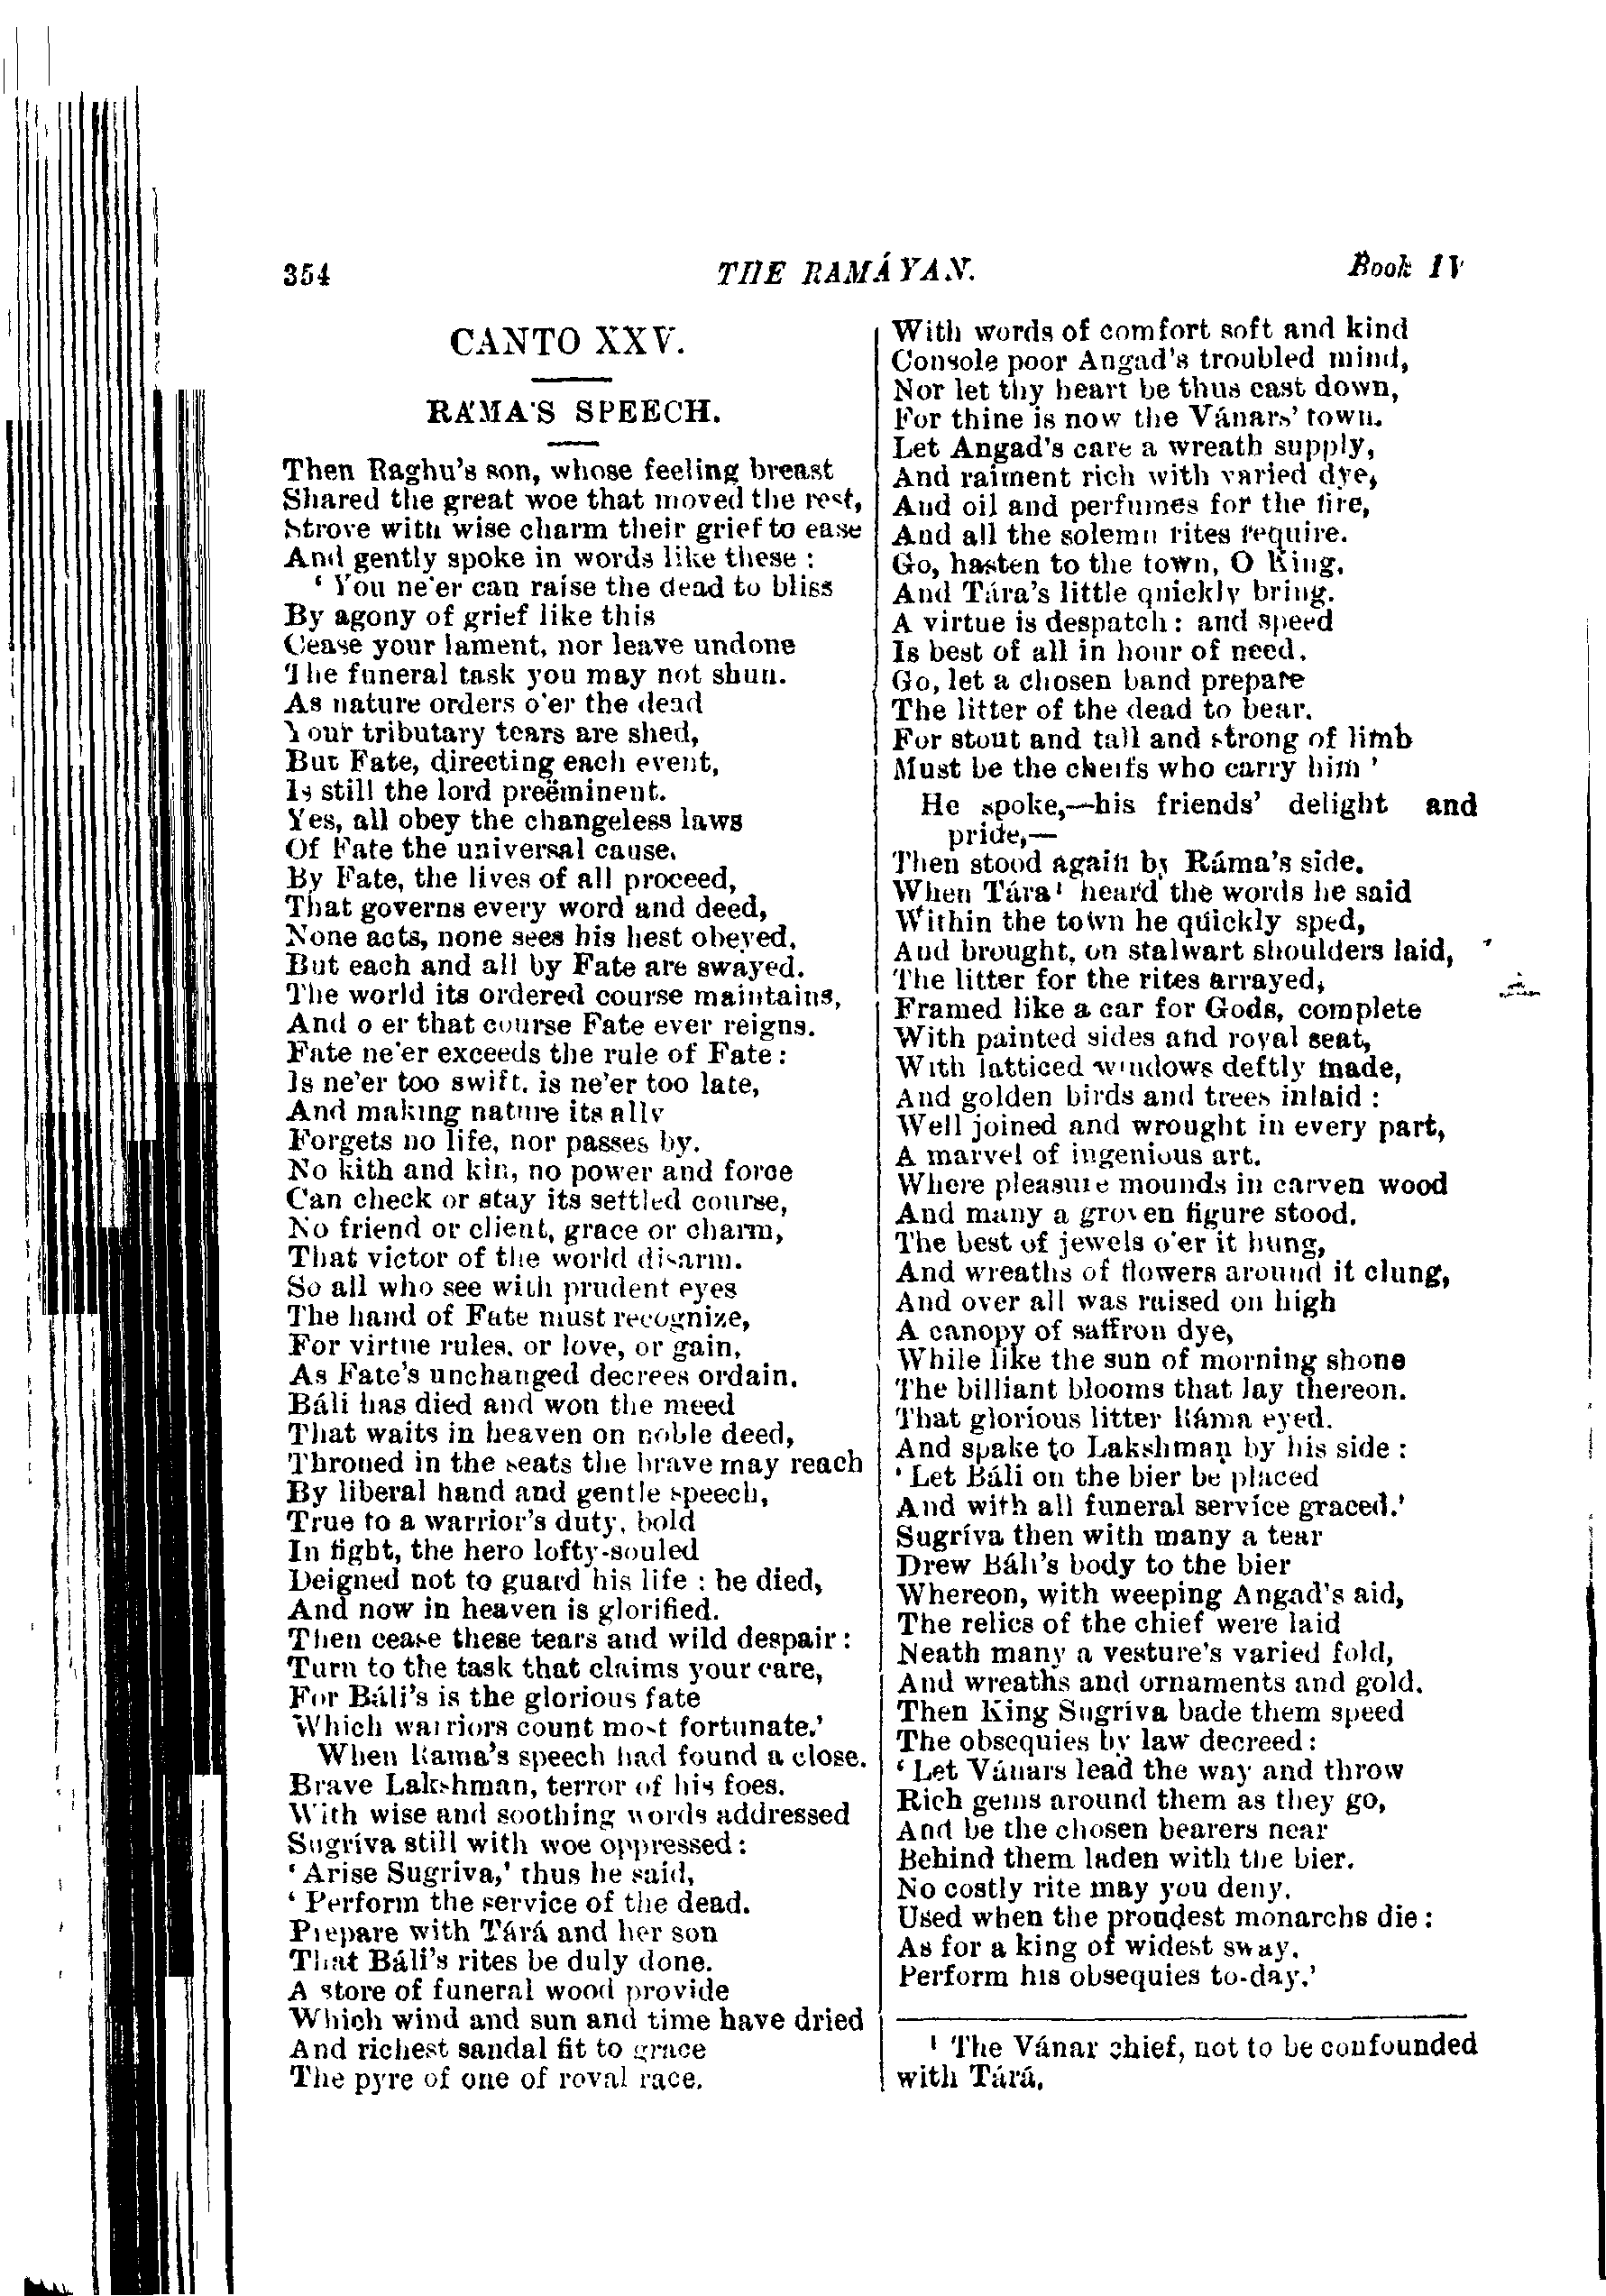 354
THE RAMÁYAN.
Book IV
CANTO XXV.
RÁMA'S SPEECH.
Then Raghu's son, whose feeling breast
Shared the great woe that moved the rest,
Strove with wise charm their grief to ease
And gently spoke in words like these :
‘ You ne'er can raise the dead to bliss
By agony of grief like this
Cease your lament, nor leave undone
The funeral task you may not shun.
As nature orders o'er the dead
Your tributary tears are shed,
But Fate, directing each event,
Is still the lord preëminent.
Yes, all obey the changeless laws
Of Fate the universal cause.
By Fate, the lives of all proceed,
That governs every word and deed,
None acts, none sees his hest obeyed,
But each and all by Fate are swayed.
The world its ordered course maintains,
And o er that course Fate ever reigns.
Fate ne'er exceeds the rule of Fate :
Is ne'er too swift, is ne'er too late,
And making nature its ally
Forgets no life, nor passes by.
No kith and kin, no power and force
Can check or stay its settled course,
No friend or client, grace or charm,
That victor of the world disarm.
So all who see with prudent eyes
The hand of Fate must recognize,
For virtue rules, or love, or gain,
As Fate's unchanged decrees ordain.
Báli has died and won the meed
That waits in heaven on noble deed,
Throned in the seats the brave may reach
By liberal hand and gentle speech,
True to a warrior's duty, bold
In fight, the hero lofty-souled
Deigned not to guard his life : he died,
And now in heaven is glorified.
Then cease these tears and wild despair :
Turn to the task that claims your care,
For Báli's is the glorious fate
Which warriors count most fortunate.’
When Rama's speech had found a close.
Brave Lakshman, terror of his foes.
With wise and soothing words addressed
Sugríva still with woe oppressed :
‘ Arise Sugriva,’ thus he said,
‘ Perform the service of the dead.
Prepare with Tárá and her son
That Báli's rites be duly done.
A store of funeral wood provide
Which wind and sun and time have dried
And richest sandal fit to grace
The pyre of one of royal race.
With words of comfort soft and kind
Console poor Angad's troubled mind,
Nor let thy heart be thus cast down,
For thine is now the Vánars' town.
Let Angad's care a wreath supply,
And raiment rich with varied dye,
And oil and perfumes for the fire,
And all the solemn rites require.
Go, hasten to the town, O King,
And Tára's little quickly bring.
A virtue is despatch : and speed
Is best of all in hour of need.
Go, let a chosen band prepare
The litter of the dead to bear.
For stout and tall and strong of limb
Must be the cheifs who carry him ’
He spoke,—his friends' delight and
pride,—
Then stood again by Ráma's side.
When Tára¹ heard the words he said
Within the town he quickly sped,
And brought, on stalwart shoulders laid,
The litter for the rites arrayed,
Framed like a car for Gods, complete
With painted sides and royal seat,
With latticed windows deftly made,
And golden birds and trees inlaid :
Well joined and wrought in every part,
A marvel of ingenious art.
Where pleasure mounds in carven wood
And many a groven figure stood.
The best of jewels o'er it hung,
And wreaths of flowers around it clung,
And over all was raised on high
A canopy of saffron dye,
While like the sun of morning shone
The billiant blooms that lay thereon.
That glorious litter Ráma eyed.
And spake to Lakshmaṇ by his side :
‘ Let Báli on the bier be placed
And with all funeral service graced.’
Sugríva then with many a tear
Drew Báli's body to the bier
Whereon, with weeping Angad's aid,
The relics of the chief were laid
Neath many a vesture's varied fold,
And wreaths and ornaments and gold.
Then King Sugríva bade them speed
The obsequies by law decreed :
‘ Let Vánars lead the way and throw
Rich gems around them as they go,
And be the chosen bearers near
Behind them laden with the bier.
No costly rite may you deny,
Used when the proudest monarchs die :
As for a king of widest sway,
Perform his obsequies to-day.’
¹ The Vánar chief, not to be confounded
with Tárá.